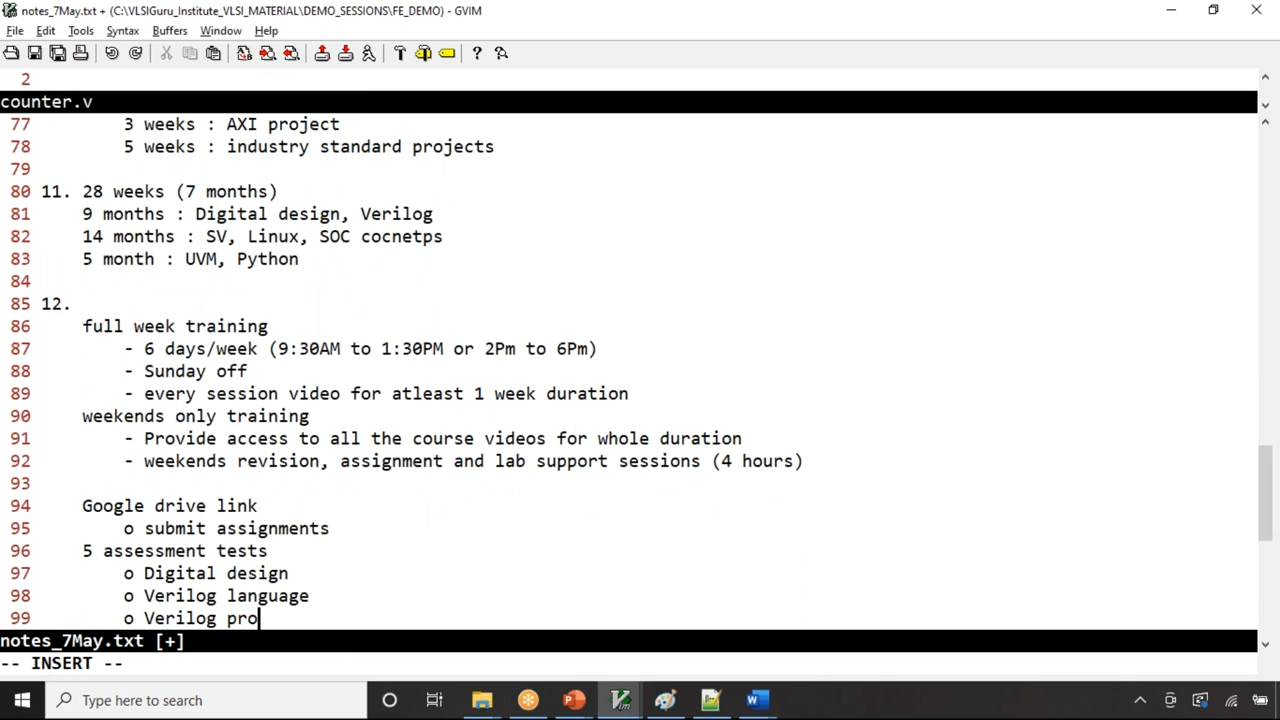 notes_7May.txt + (C:\VLSIGuru_Institute_VLSI_MATERIAL\DEMO_SESSIONS\FE_DEMO) - GVIM
File Edit Tools Syntax Buffers Window Help
2
counter.v
77 3 weeks : AXI project
78 5 weeks : industry standard projects
79
80 11. 28 weeks (7 months)
81 9 months : Digital design, Verilog
82 14 months : SV, Linux, SOC cocnetps
83 5 month : UVM, Python
84
85 12.
86 full week training
87 - 6 days/week (9:30AM to 1:30PM or 2Pm to 6Pm)
88 - Sunday off
89 - every session video for atleast 1 week duration
90 weekends only training
91 - Provide access to all the course videos for whole duration
92 - weekends revision, assignment and lab support sessions (4 hours)
93
94 Google drive link
95 o submit assignments
96 5 assessment tests
97 o Digital design
98 o Verilog language
99 o Verilog pro
notes_7May.txt [+]
-- INSERT --
Type here to search